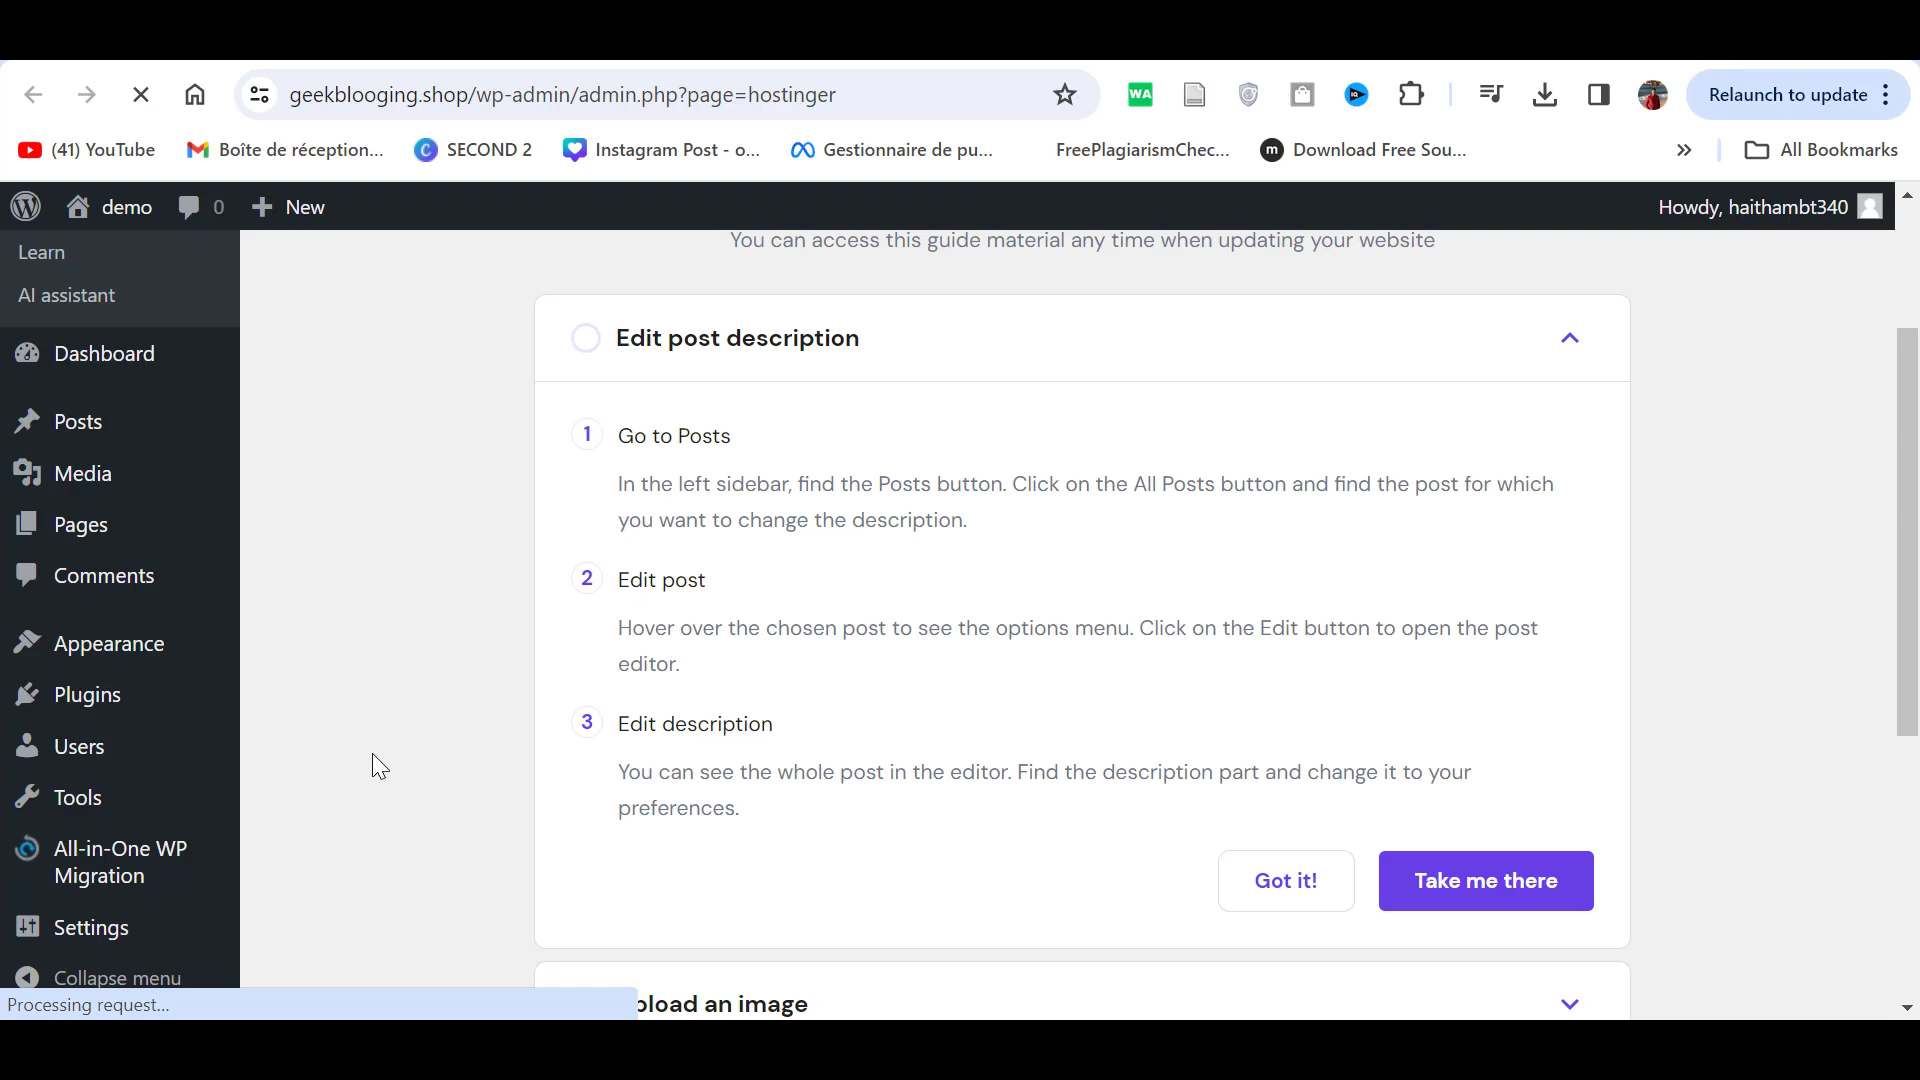 geekblooging.shop/wp-admin/admin.php?page=hostinger
WA
Relaunch to update
(41) YouTube
Boîte de réception...
C
SECOND 2
Instagram Post - o...
Gestionnaire de pu...
FreePlagiarismChec...
m
Download Free Sou...
»
All Bookmarks
demo
0
New
Howdy, haithambt340
Learn
AI assistant
Dashboard
Posts
Media
Pages
Comments
Appearance
Plugins
Users
Tools
All-in-One WP
Migration
Settings
Collapse menu
Processing request...
You can access this guide material any time when updating your website
Edit post description
1
Go to Posts
In the left sidebar, find the Posts button. Click on the All Posts button and find the post for which
you want to change the description.
2
Edit post
Hover over the chosen post to see the options menu. Click on the Edit button to open the post
editor.
3
Edit description
You can see the whole post in the editor. Find the description part and change it to your
preferences.
Got it!
Take me there
pload an image